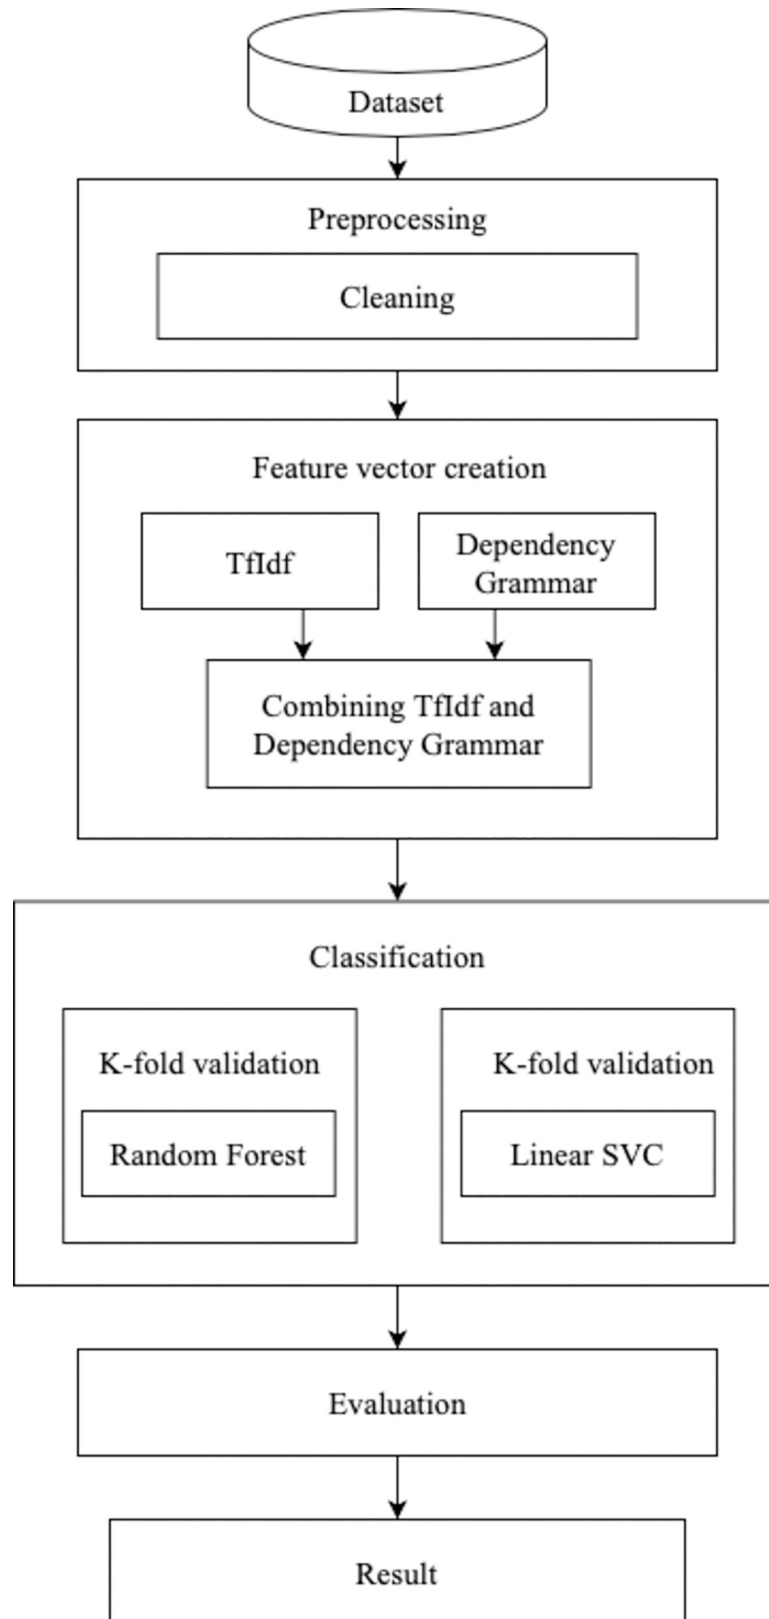 Dataset
Preprocessing
Cleaning
Feature vector creation
TfIdf
Dependency
Grammar
Combining TfIdf and
Dependency Grammar
Classification
K-fold validation
Random Forest
K-fold validation
Linear SVC
Evaluation
Result